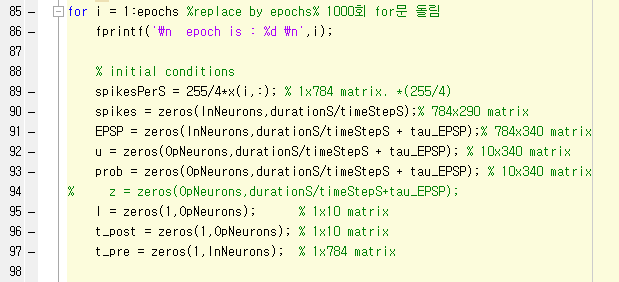 85 - for i = 1:epochs %replace by epochs% 1000회 for문 돌림
86 - fprintf('₩n  epoch is : %d ₩n',i);
87
88 % initial conditions
89 - spikesPerS = 255/4*x(i,:); % 1x784 matrix. *(255/4)
90 - spikes = zeros(InNeurons,durationS/timeStepS);% 784x290 matrix
91 - EPSP = zeros(InNeurons,durationS/timeStepS + tau_EPSP);% 784x340 matrix
92 - u = zeros(OpNeurons,durationS/timeStepS + tau_EPSP); % 10x340 matrix
93 - prob = zeros(OpNeurons,durationS/timeStepS + tau_EPSP); % 10x340 matrix
94 % z = zeros(OpNeurons,durationS/timeStepS+tau_EPSP);
95 - I = zeros(1,OpNeurons); % 1x10 matrix
96 - t_post = zeros(1,OpNeurons); % 1x10 matrix
97 - t_pre = zeros(1,InNeurons); % 1x784 matrix
98